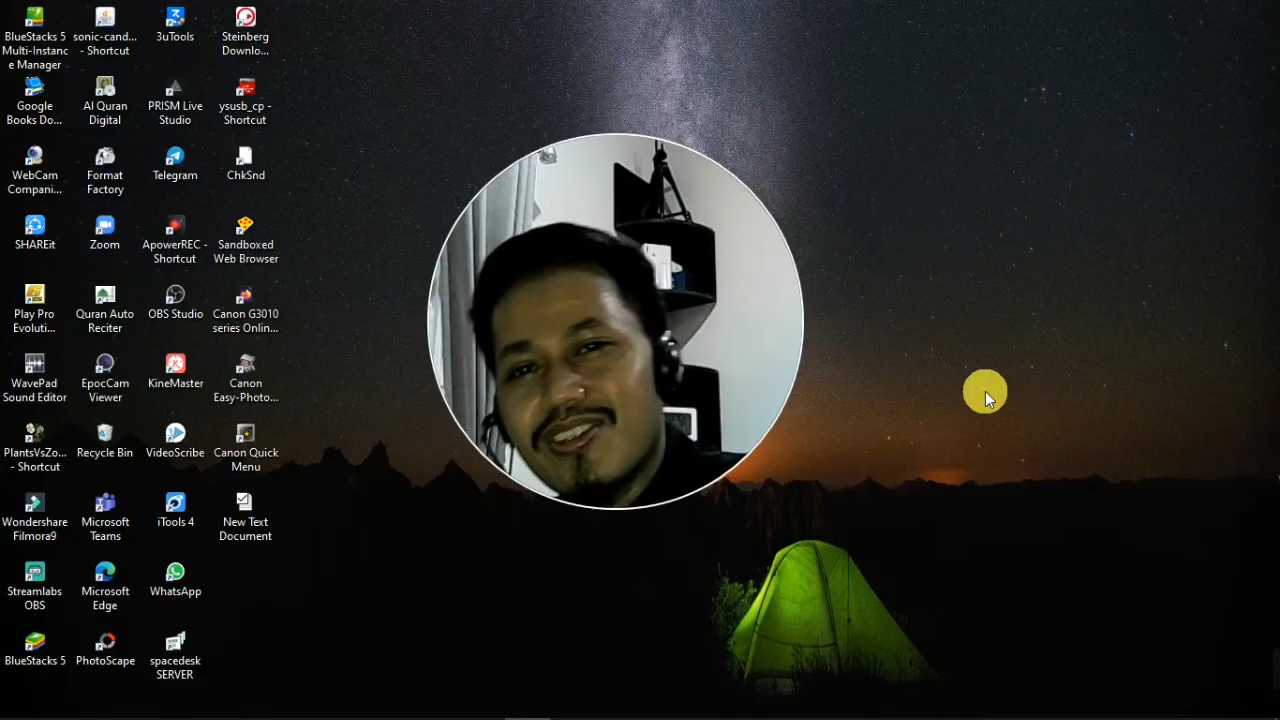 BlueStacks 5
Multi-Instanc
e Manager
sonic-cand...
- Shortcut
3uTools
Steinberg
Downlo...
Google
Books Do...
Al Quran
Digital
PRISM Live
Studio
ysusb_cp -
Shortcut
WebCam
Compani...
Format
Factory
Telegram
ChkSnd
SHAREit
Zoom
ApowerREC -
Shortcut
Sandboxed
Web Browser
Play Pro
Evoluti...
Quran Auto
Reciter
OBS Studio
Canon G3010
series Onlin...
WavePad
Sound Editor
EpocCam
Viewer
KineMaster
Canon
Easy-Photo...
PlantsVsZo...
- Shortcut
Recycle Bin
VideoScribe
Canon Quick
Menu
Wondershare
Filmora9
Microsoft
Teams
iTools 4
New Text
Document
Streamlabs
OBS
Microsoft
Edge
WhatsApp
BlueStacks 5
PhotoScape
spacedesk
SERVER